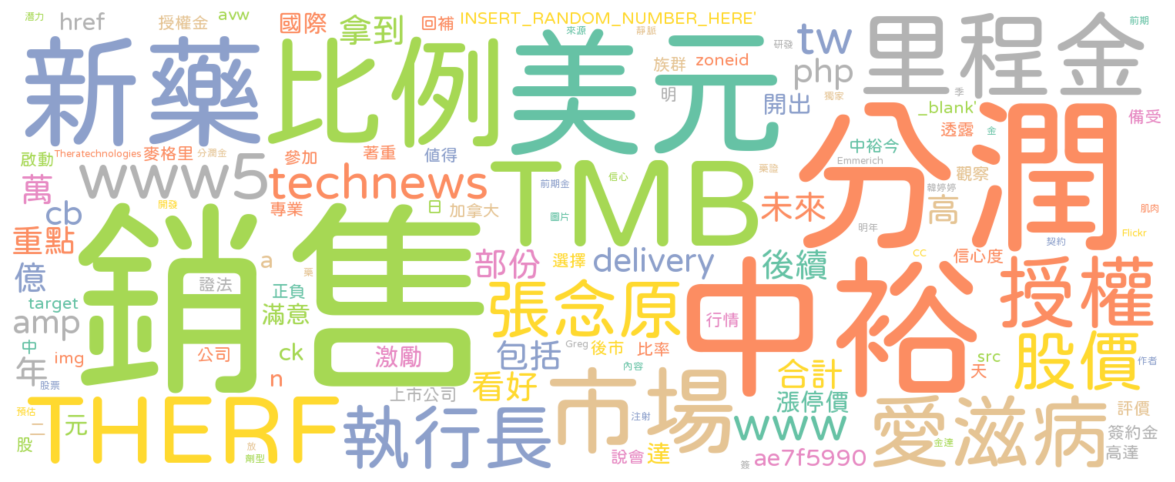 潛力
href
授權金
avw
國際
拿到
回補
INSERT_RANDOM_NUMBER_HERE'
來源
前期
新藥
比例
美元
族群
zoneid
研發
tw
php
里程金
明
開出
獨家
季
_blank'
備受
透露
金
啟動
Theratechnologies
麥格里
分潤金
參加
著重
值得
中裕今
Emmerich
觀察
www5
technews
TMB
前期金
信心
藥證
未來
分潤
萬
cb
專業
開發
日
加拿大
圖片
韓婷婷
高
肌肉
重點
銷售
a
藥
部份
選擇
delivery
後續
明年
契約
Flickr
cc
信心度
億
證法
正負
target
滿意
張念原
中裕
授權
amp
中
img
公司
激勵
ck
包括
Greg
後市
比率
行情
src
天
股價
作者
年
股票
n
上市公司
看好
內容
合計
預估
二
元
股
THERF
放
劑型
執行長
市場
注射
漲停價
www
愛滋病
評價
簽約金
高達
金達
說會
達
簽
ae7f5990